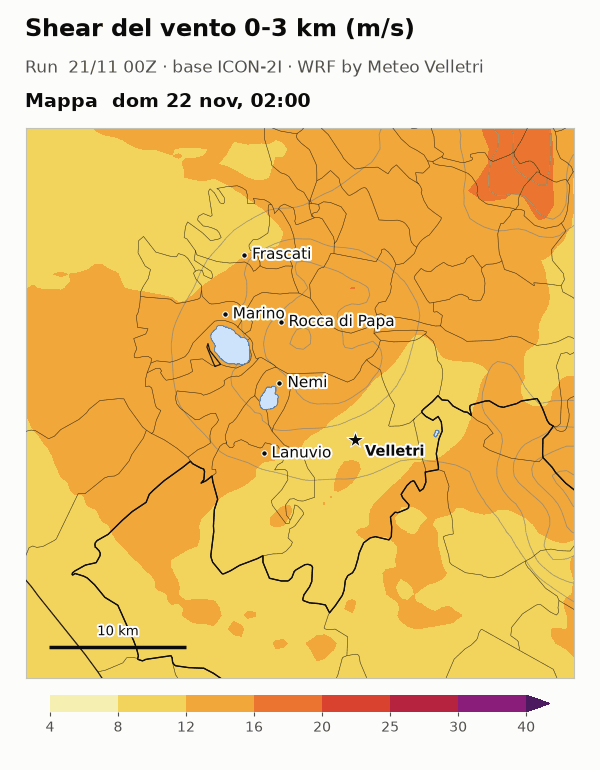 Shear del vento 0-3 km (m/s)
Run  21/11 00Z · base ICON-2I · WRF by Meteo Velletri
Mappa  dom 22 nov, 02:00
Frascati
Marino
Rocca di Papa
Nemi
Velletri
Lanuvio
10 km
4 8 12 16 20 25 30 40